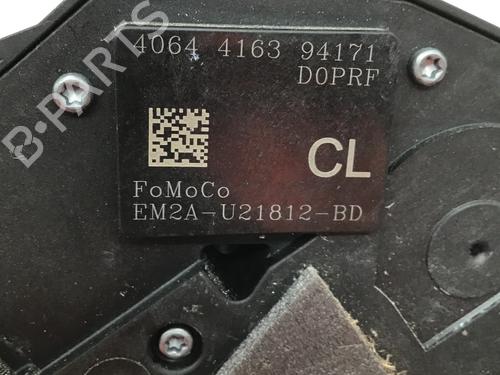 4064 4163 94171
D0PRF
CL
FoMoCo
EM2A-U21812-BD
B-PARTS